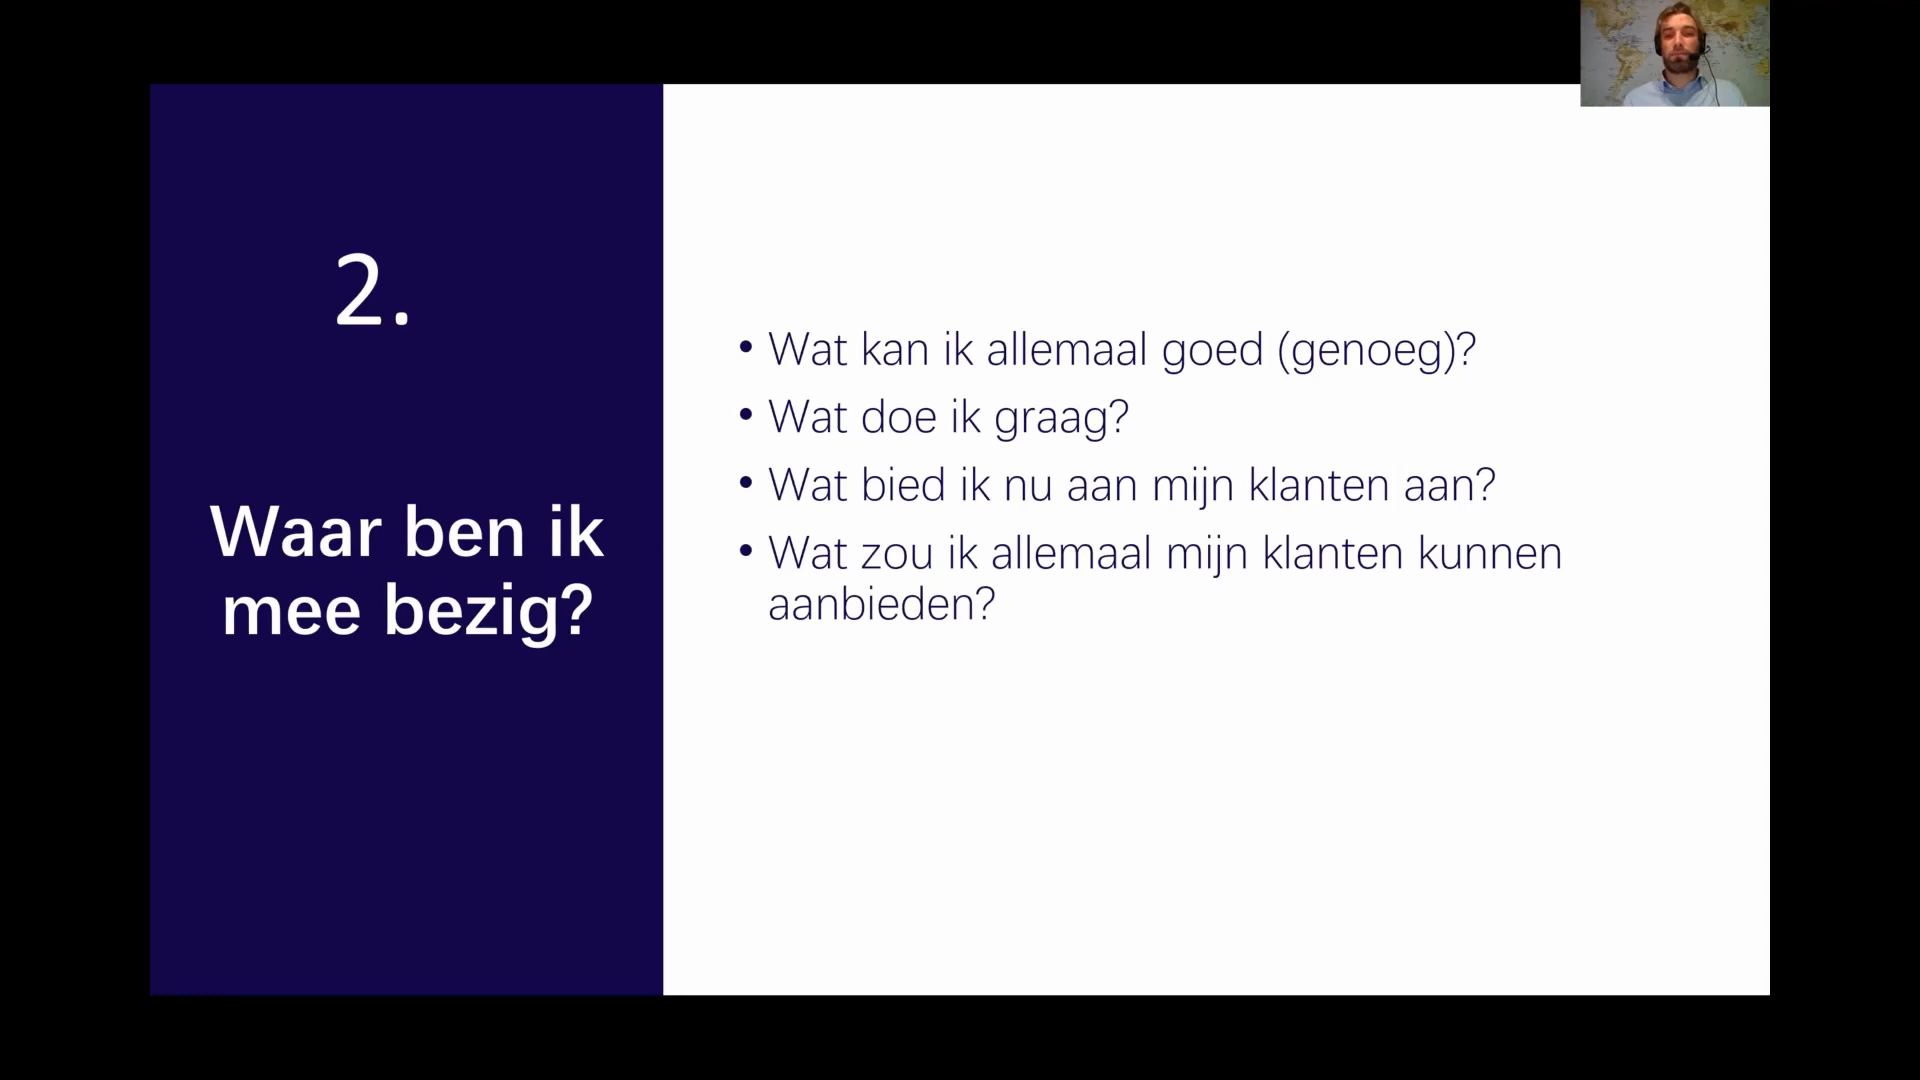 2.
Waar ben ik
mee bezig?
• Wat kan ik allemaal goed (genoeg)?
• Wat doe ik graag?
• Wat bied ik nu aan mijn klanten aan?
• Wat zou ik allemaal mijn klanten kunnen
aanbieden?